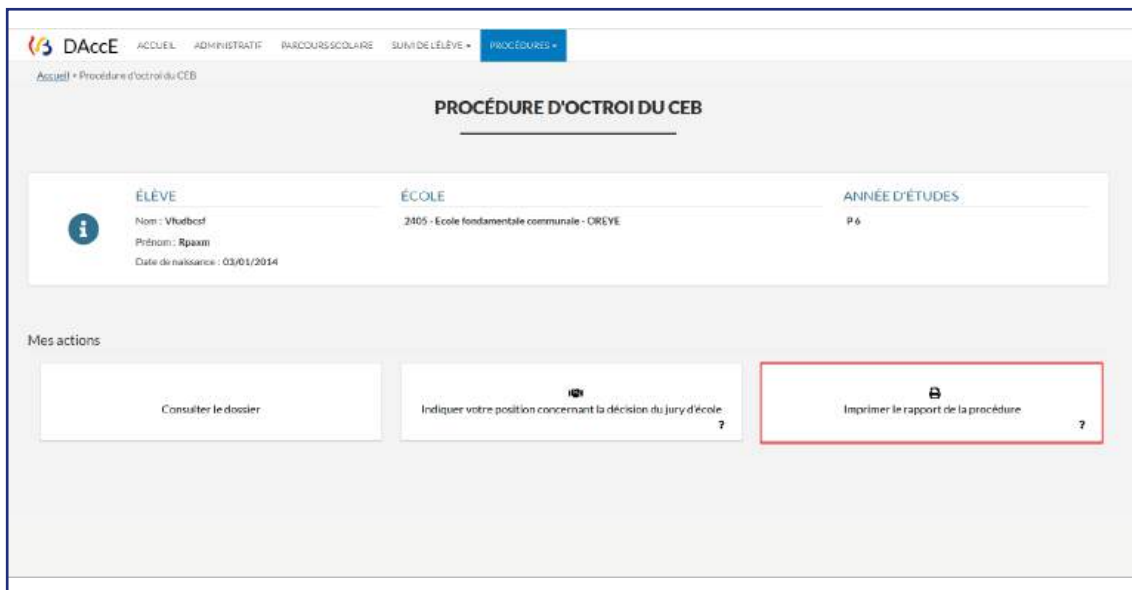 DAccE ACCUEIL ADMINISTRATIF PARCOURS SCOLAIRE SUIVI DE L'ÉLÈVE PROCÉDURES
Accueil • Procédure d'octroi du CEB
PROCÉDURE D'OCTROI DU CEB
ÉLÈVE ÉCOLE ANNÉE D'ÉTUDES
Nom : Vfudbcsf 2405 - Ecole fondamentale communale - OREYE P 6
Prénom : Rpaxm
Date de naissance : 03/01/2014
Mes actions
Consulter le dossier
Indiquer votre position concernant la décision du jury d'école
?
Imprimer le rapport de la procédure
?